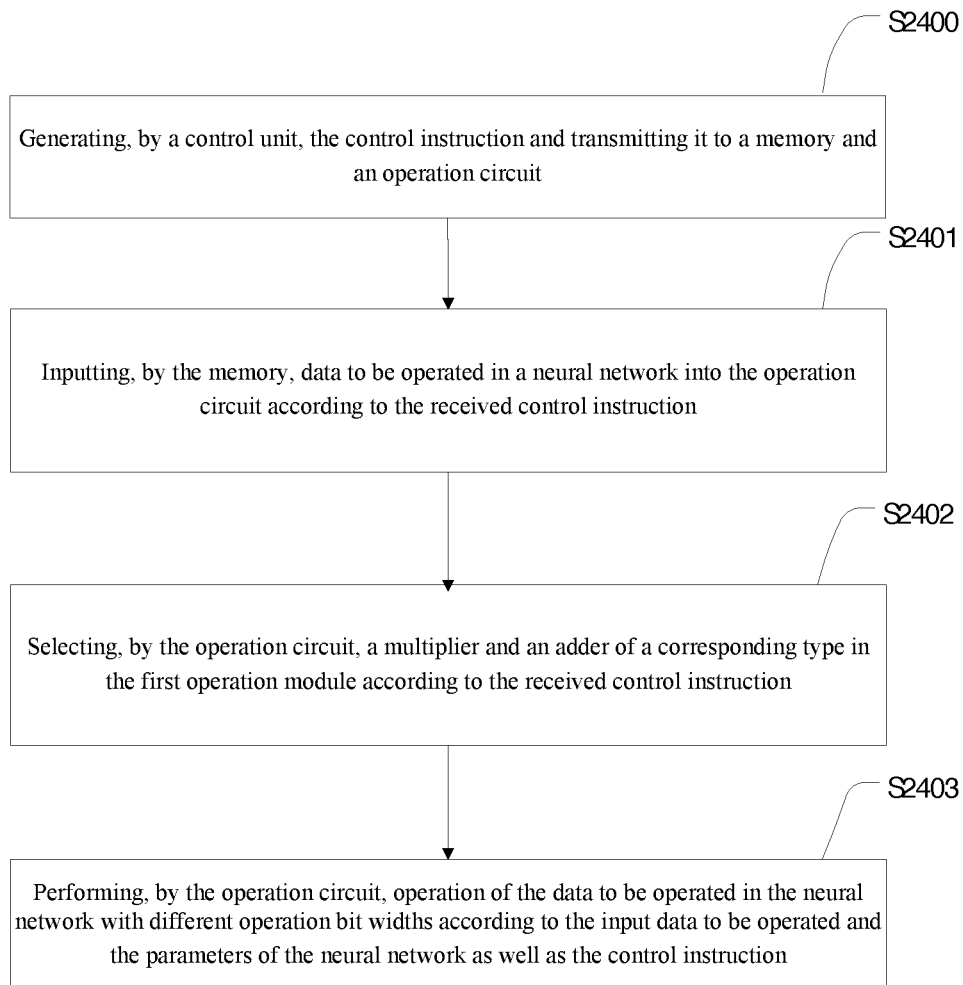 S2400
Generating, by a control unit, the control instruction and transmitting it to a memory and
an operation circuit
S2401
Inputting, by the memory, data to be operated in a neural network into the operation
circuit according to the received control instruction
S2402
Selecting, by the operation circuit, a multiplier and an adder of a corresponding type in
the first operation module according to the received control instruction
S2403
Performing, by the operation circuit, operation of the data to be operated in the neural
network with different operation bit widths according to the input data to be operated and
the parameters of the neural network as well as the control instruction